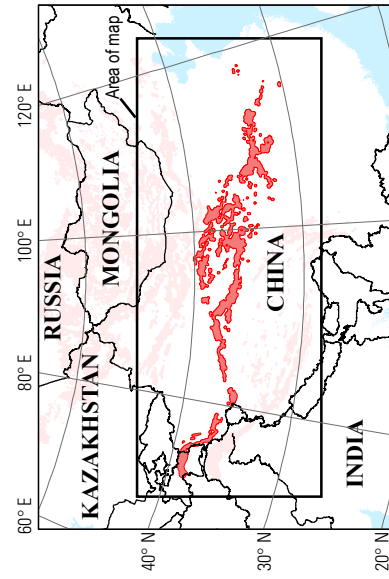 60° E
80° E
100° E
120° E
RUSSIA
KAZAKHSTAN
MONGOLIA
Area of map
40° N
CHINA
30° N
INDIA
20° N